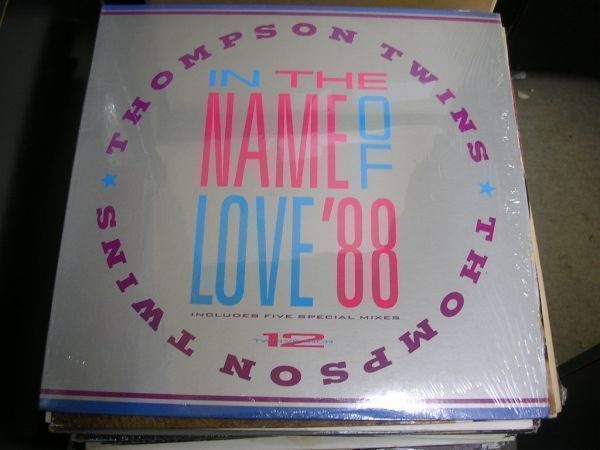 THOMPSON TWINS ★ THOMPSON TWINS ★
IN THE
NAME OF
LOVE '88
INCLUDES FIVE SPECIAL MIXES
12